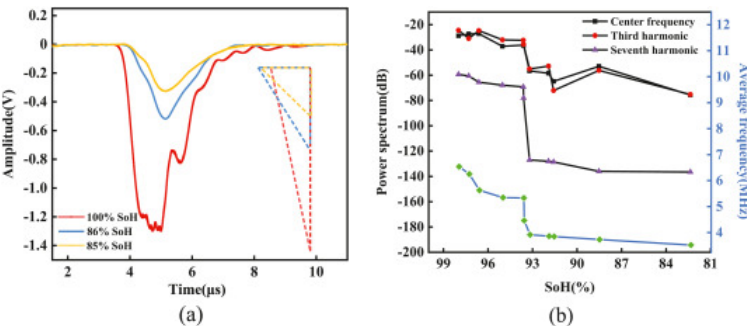 (a)
0.2
0
-0.2
-0.4
-0.6
-0.8
-1.0
-1.2
-1.4
Amplitude(V)
100% SoH
86% SoH
85% SoH
2 4 6 8 10
Time(μs)
(a)
(b)
-20
-40
-60
-80
-100
-120
-140
-160
-180
-200
Power spectrum(dB)
Center frequency
Third harmonic
Seventh harmonic
12
11
10
9
8
7
6
5
4
Average frequency(MHz)
99 95 93 90 87 83 81
SoH(%)
(b)